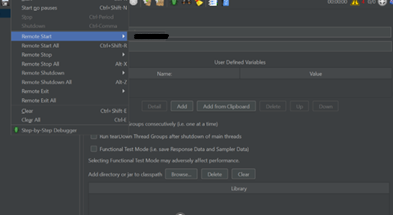 Start no pauses Ctrl+Shift-N
Stop Ctrl-Period
Shutdown Ctrl-Comma
Remote Start
Remote Start All Ctrl+Shift-R
Remote Stop
Remote Stop All Alt-X
Remote Shutdown
Remote Shutdown All Alt-Z
Remote Exit
Remote Exit All
Clear Ctrl+Shift-E
Clear All Ctrl-E
Step-by-Step Debugger
00:00:00
User Defined Variables
Name: Value
Detail Add Add from Clipboard Delete Up Down
groups consecutively (i.e. one at a time)
Run tearDown Thread Groups after shutdown of main threads
Functional Test Mode (i.e. save Response Data and Sampler Data)
Selecting Functional Test Mode may adversely affect performance.
Add directory or jar to classpath Browse... Delete Clear
Library